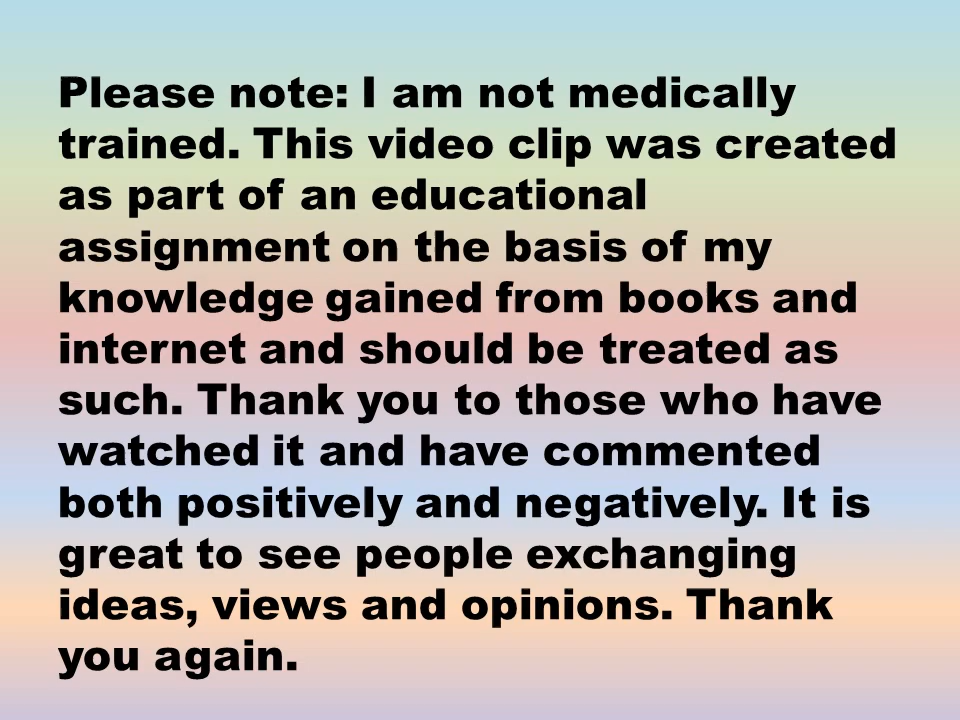 Please note: I am not medically
trained. This video clip was created
as part of an educational
assignment on the basis of my
knowledge gained from books and
internet and should be treated as
such. Thank you to those who have
watched it and have commented
both positively and negatively. It is
great to see people exchanging
ideas, views and opinions. Thank
you again.